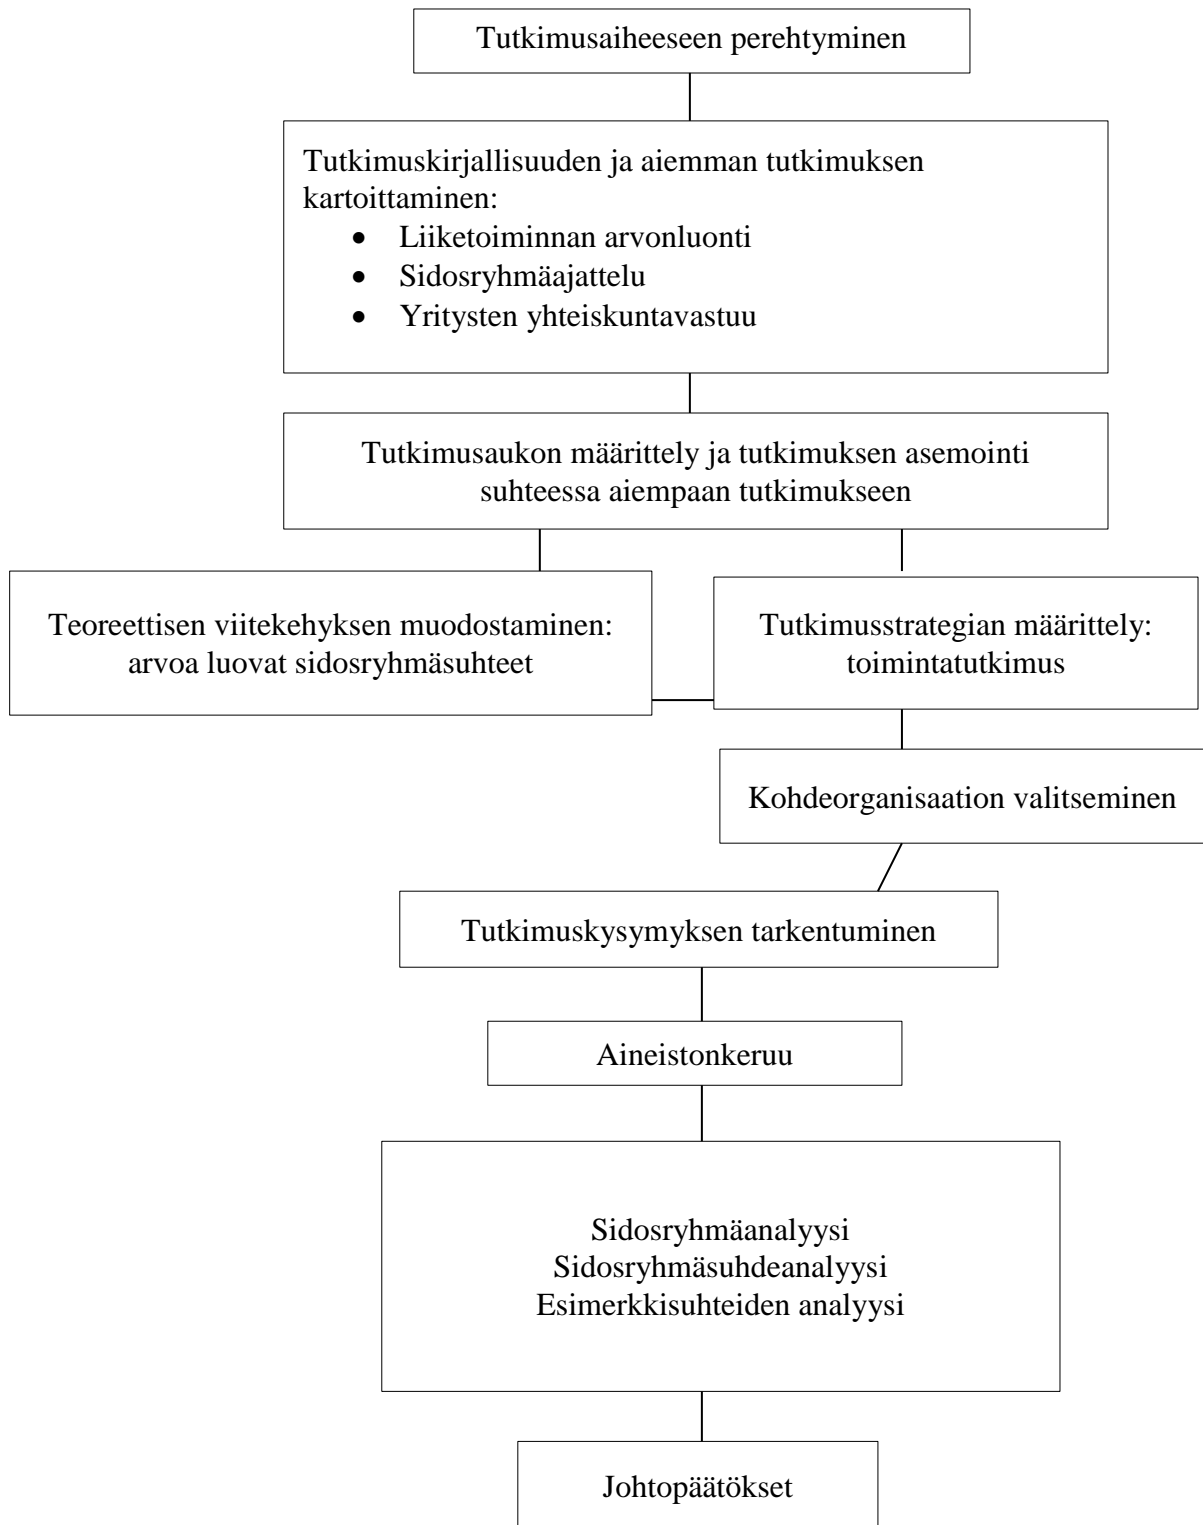 Tutkimusaiheeseen perehtyminen
Tutkimuskirjallisuuden ja aiemman tutkimuksen
kartoittaminen:
• Liiketoiminnan arvonluonti
• Sidosryhmäajattelu
• Yritysten yhteiskuntavastuu
Tutkimusaukon määrittely ja tutkimuksen asemointi
suhteessa aiempaan tutkimukseen
Teoreettisen viitekehyksen muodostaminen:
arvoa luovat sidosryhmäsuhteet
Tutkimusstrategian määrittely:
toimintatutkimus
Kohdeorganisaation valitseminen
Tutkimuskysymyksen tarkentuminen
Aineistonkeruu
Sidosryhmäanalyysi
Sidosryhmäsuhdeanalyysi
Esimerkkisuhteiden analyysi
Johtopäätökset